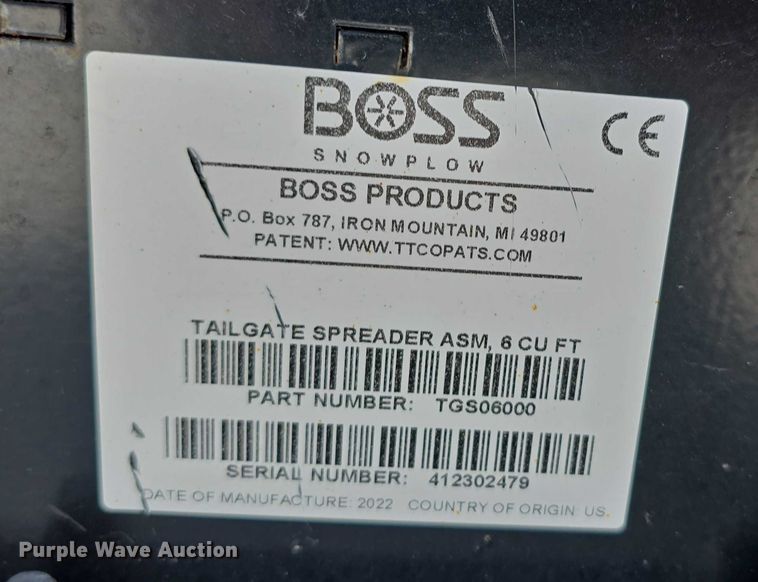 BOSS
SNOWPLOW
CE
BOSS PRODUCTS
P.O. Box 787, IRON MOUNTAIN, MI 49801
PATENT: WWW.TTCOPATS.COM
TAILGATE SPREADER ASM, 6 CU FT
PART NUMBER: TGS06000
SERIAL NUMBER: 412302479
DATE OF MANUFACTURE: 2022 COUNTRY OF ORIGIN: US
Purple Wave Auction